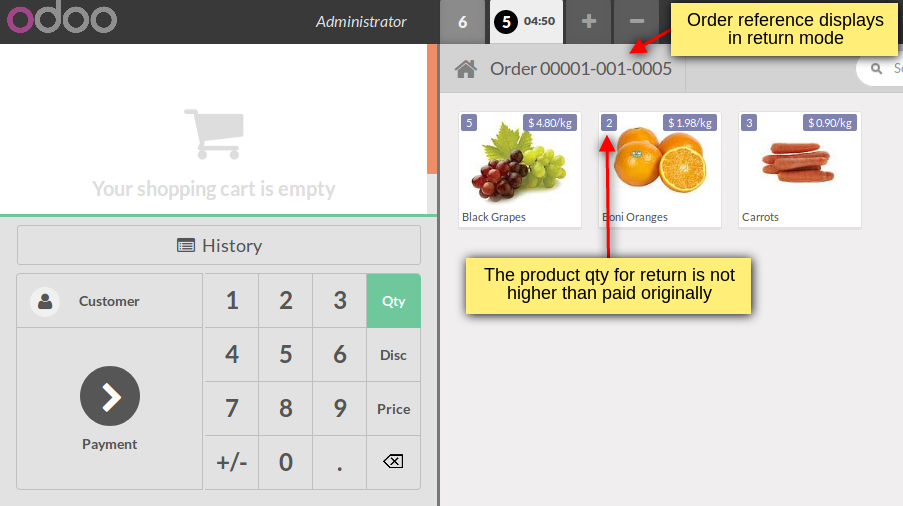 odoo
Administrator
6
5 04:50
Order reference displays
in return mode
Order 00001-001-0005
Se
Your shopping cart is empty
5
$ 4.80/kg
Black Grapes
2
$ 1.98/kg
Boni Oranges
3
$ 0.90/kg
Carrots
The product qty for return is not
higher than paid originally
History
Customer
Payment
1 2 3 Qty
4 5 6 Disc
7 8 9 Price
+/- 0 .